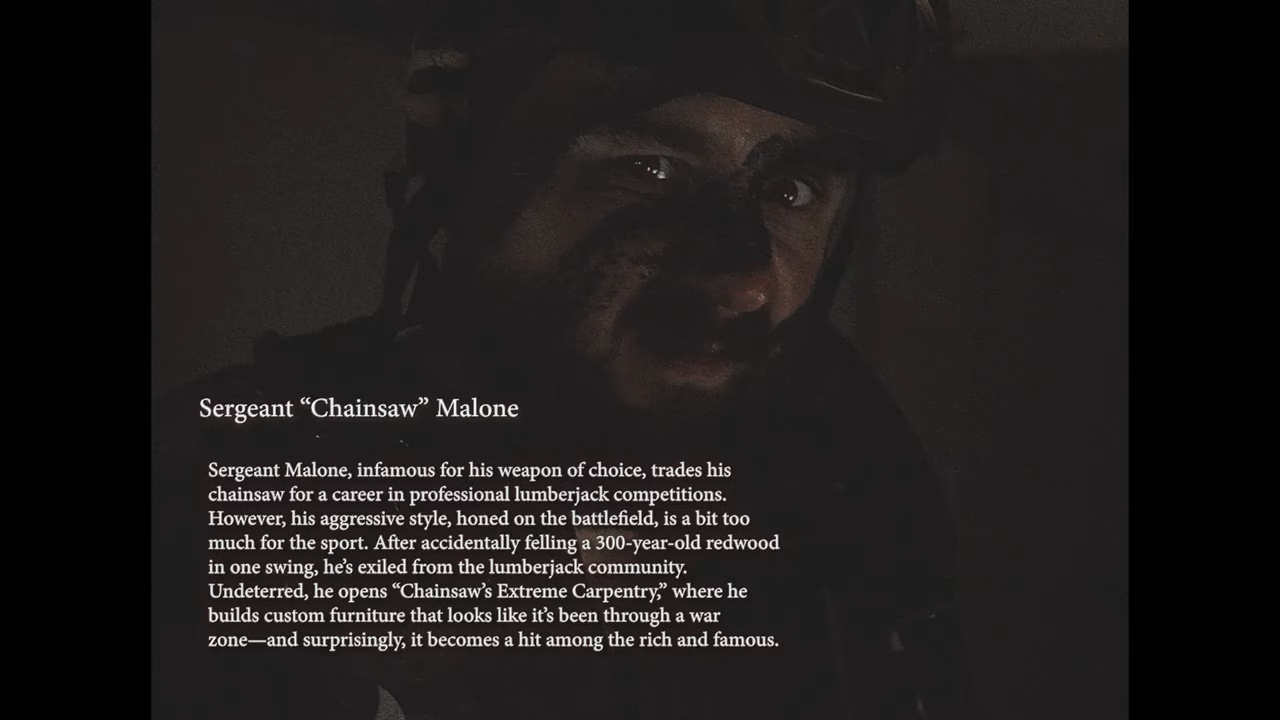 Sergeant “Chainsaw” Malone
Sergeant Malone, infamous for his weapon of choice, trades his
chainsaw for a career in professional lumberjack competitions.
However, his aggressive style, honed on the battlefield, is a bit too
much for the sport. After accidentally felling a 300-year-old redwood
in one swing, he’s exiled from the lumberjack community.
Undeterred, he opens “Chainsaw’s Extreme Carpentry,” where he
builds custom furniture that looks like it’s been through a war
zone—and surprisingly, it becomes a hit among the rich and famous.